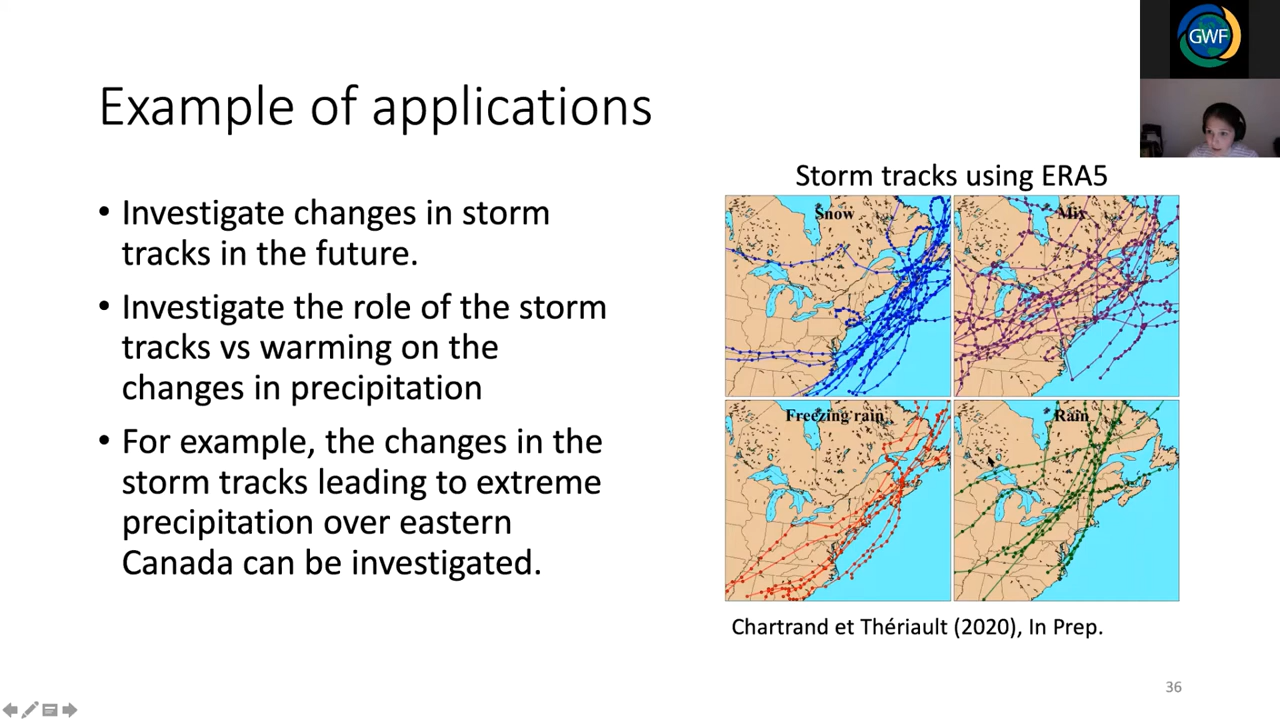 GWF
Example of applications
• Investigate changes in storm
tracks in the future.
• Investigate the role of the storm
tracks vs warming on the
changes in precipitation
• For example, the changes in the
storm tracks leading to extreme
precipitation over eastern
Canada can be investigated.
Storm tracks using ERA5
Snow
Mix
Freezing rain
Rain
Chartrand et Thériault (2020), In Prep.
36